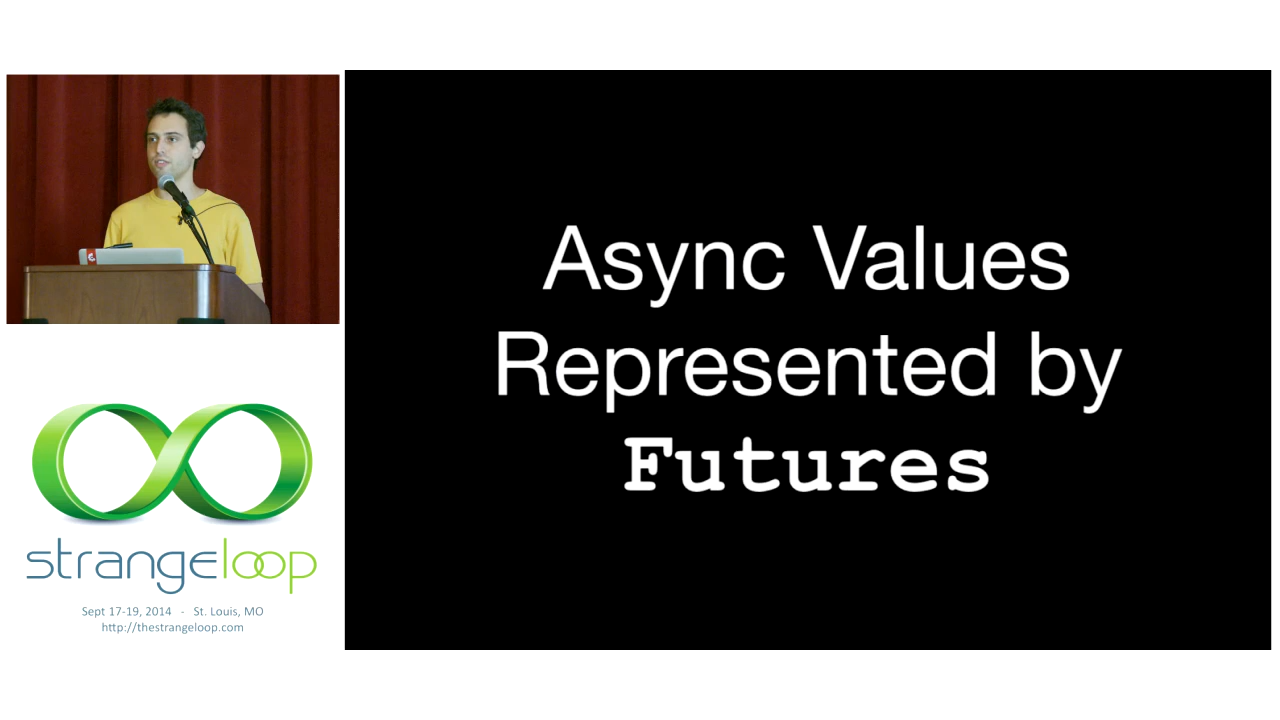 Async Values
Represented by
Futures
strangeloop
Sept 17-19, 2014 - St. Louis, MO
http://thestrangeloop.com